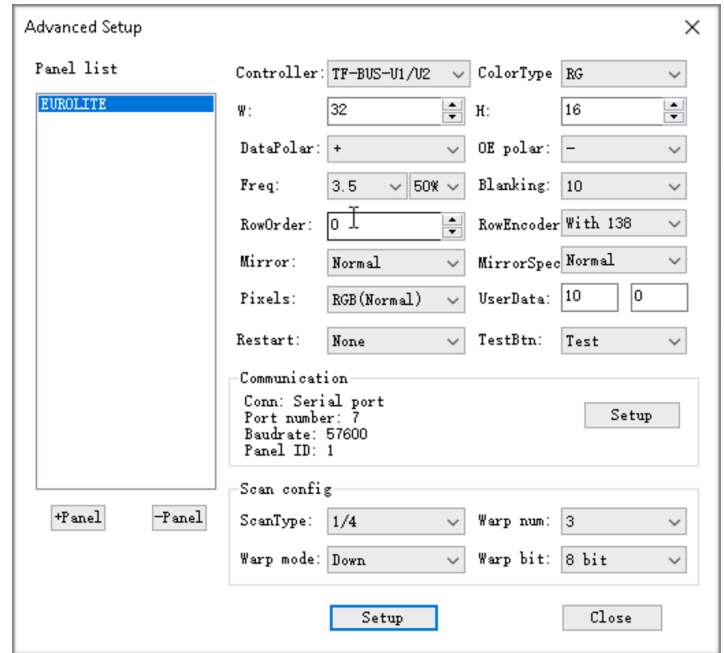 Advanced Setup
Panel list
EUROLITE
+Panel -Panel
Controller: TF-BUS-U1/U2 ColorType RG
W: 32 H: 16
DataPolar: + OE polar: -
Freq: 3.5 50% Blanking: 10
RowOrder: 0 RowEncoder With 138
Mirror: Normal MirrorSpec Normal
Pixels: RGB(Normal) UserData: 10 0
Restart: None TestBtn: Test
Communication
Conn: Serial port
Port number: 7
Baudrate: 57600
Panel ID: 1
Setup
Scan config
ScanType: 1/4 Warp num: 3
Warp mode: Down Warp bit: 8 bit
Setup Close